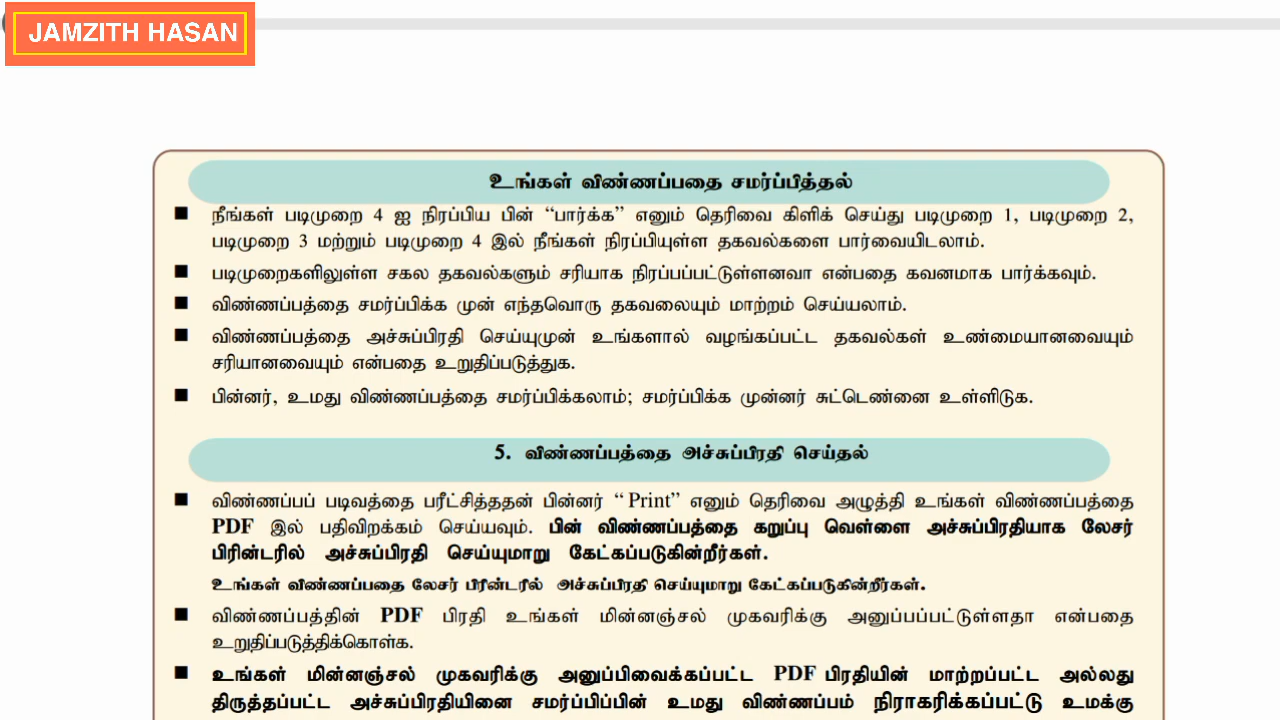 JAMZITH HASAN
உங்கள் விண்ணப்பதை சமர்ப்பித்தல்
■ நீங்கள் படிமுறை 4 ஐ நிரப்பிய பின் “பார்க்க” எனும் தெரிவை கிளிக் செய்து படிமுறை 1, படிமுறை 2,
படிமுறை 3 மற்றும் படிமுறை 4 இல் நீங்கள் நிரப்பியுள்ள தகவல்களை பார்வையிடலாம்.
■ படிமுறைகளிலுள்ள சகல தகவல்களும் சரியாக நிரப்பப்பட்டுள்ளனவா என்பதை கவனமாக பார்க்கவும்.
■ விண்ணப்பத்தை சமர்ப்பிக்க முன் எந்தவொரு தகவலையும் மாற்றம் செய்யலாம்.
■ விண்ணப்பத்தை அச்சுப்பிரதி செய்யுமுன் உங்களால் வழங்கப்பட்ட தகவல்கள் உண்மையானவையும்
சரியானவையும் என்பதை உறுதிப்படுத்துக.
■ பின்னர், உமது விண்ணப்பத்தை சமர்ப்பிக்கலாம்; சமர்ப்பிக்க முன்னர் சுட்டெண்னை உள்ளிடுக.
5. விண்ணப்பத்தை அச்சுப்பிரதி செய்தல்
■ விண்ணப்பப் படிவத்தை பரீட்சித்ததன் பின்னர் “ Print” எனும் தெரிவை அழுத்தி உங்கள் விண்ணப்பத்தை
PDF இல் பதிவிறக்கம் செய்யவும். பின் விண்ணப்பத்தை கறுப்பு வெள்ளை அச்சுப்பிரதியாக லேசர்
பிரின்டரில் அச்சுப்பிரதி செய்யுமாறு கேட்கப்படுகின்றீர்கள்.
உங்கள் விண்ணப்பதை லேசர் பிரின்டரில் அச்சுப்பிரதி செய்யுமாறு கேட்கப்படுகின்றீர்கள்.
■ விண்ணப்பத்தின் PDF பிரதி உங்கள் மின்னஞ்சல் முகவரிக்கு அனுப்பப்பட்டுள்ளதா என்பதை
உறுதிப்படுத்திக்கொள்க.
■ உங்கள் மின்னஞ்சல் முகவரிக்கு அனுப்பிவைக்கப்பட்ட PDF பிரதியின் மாற்றப்பட்ட அல்லது
திருத்தப்பட்ட அச்சுப்பிரதியினை சமர்ப்பிப்பின் உமது விண்ணப்பம் நிராகரிக்கப்பட்டு உமக்கு